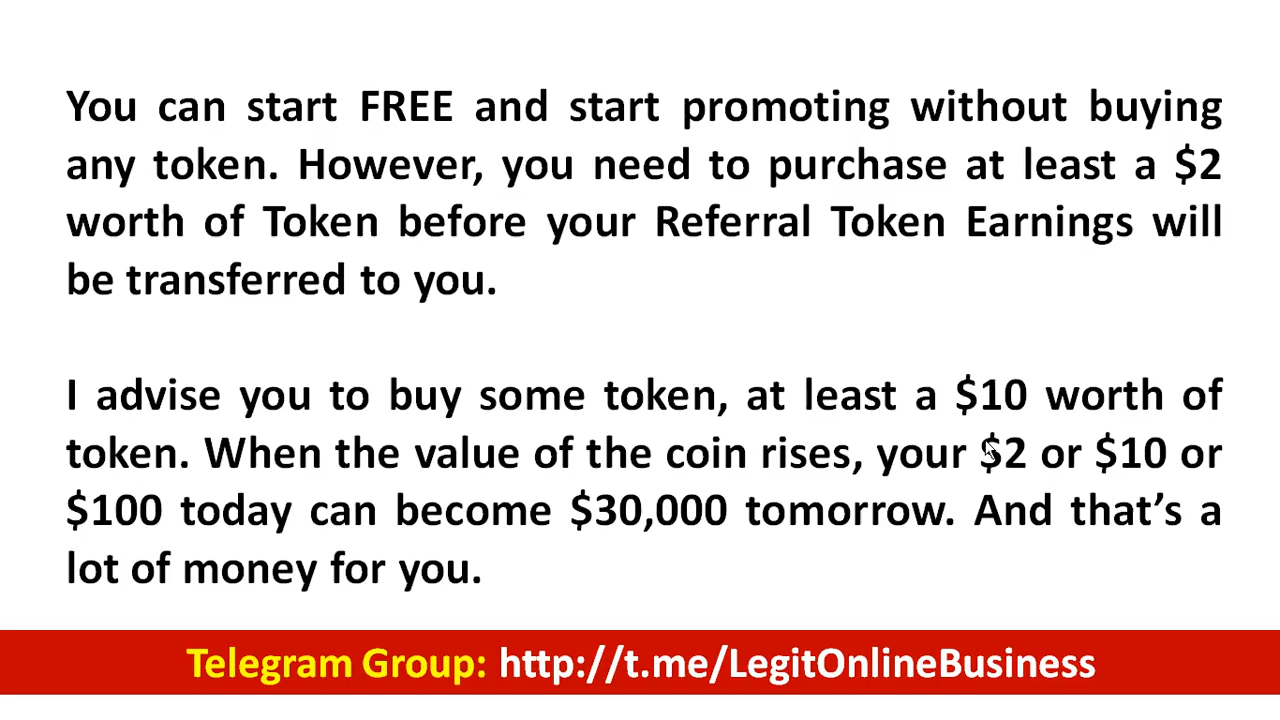 You can start FREE and start promoting without buying
any token. However, you need to purchase at least a $2
worth of Token before your Referral Token Earnings will
be transferred to you.
I advise you to buy some token, at least a $10 worth of
token. When the value of the coin rises, your $2 or $10 or
$100 today can become $30,000 tomorrow. And that’s a
lot of money for you.
Telegram Group: http://t.me/LegitOnlineBusiness